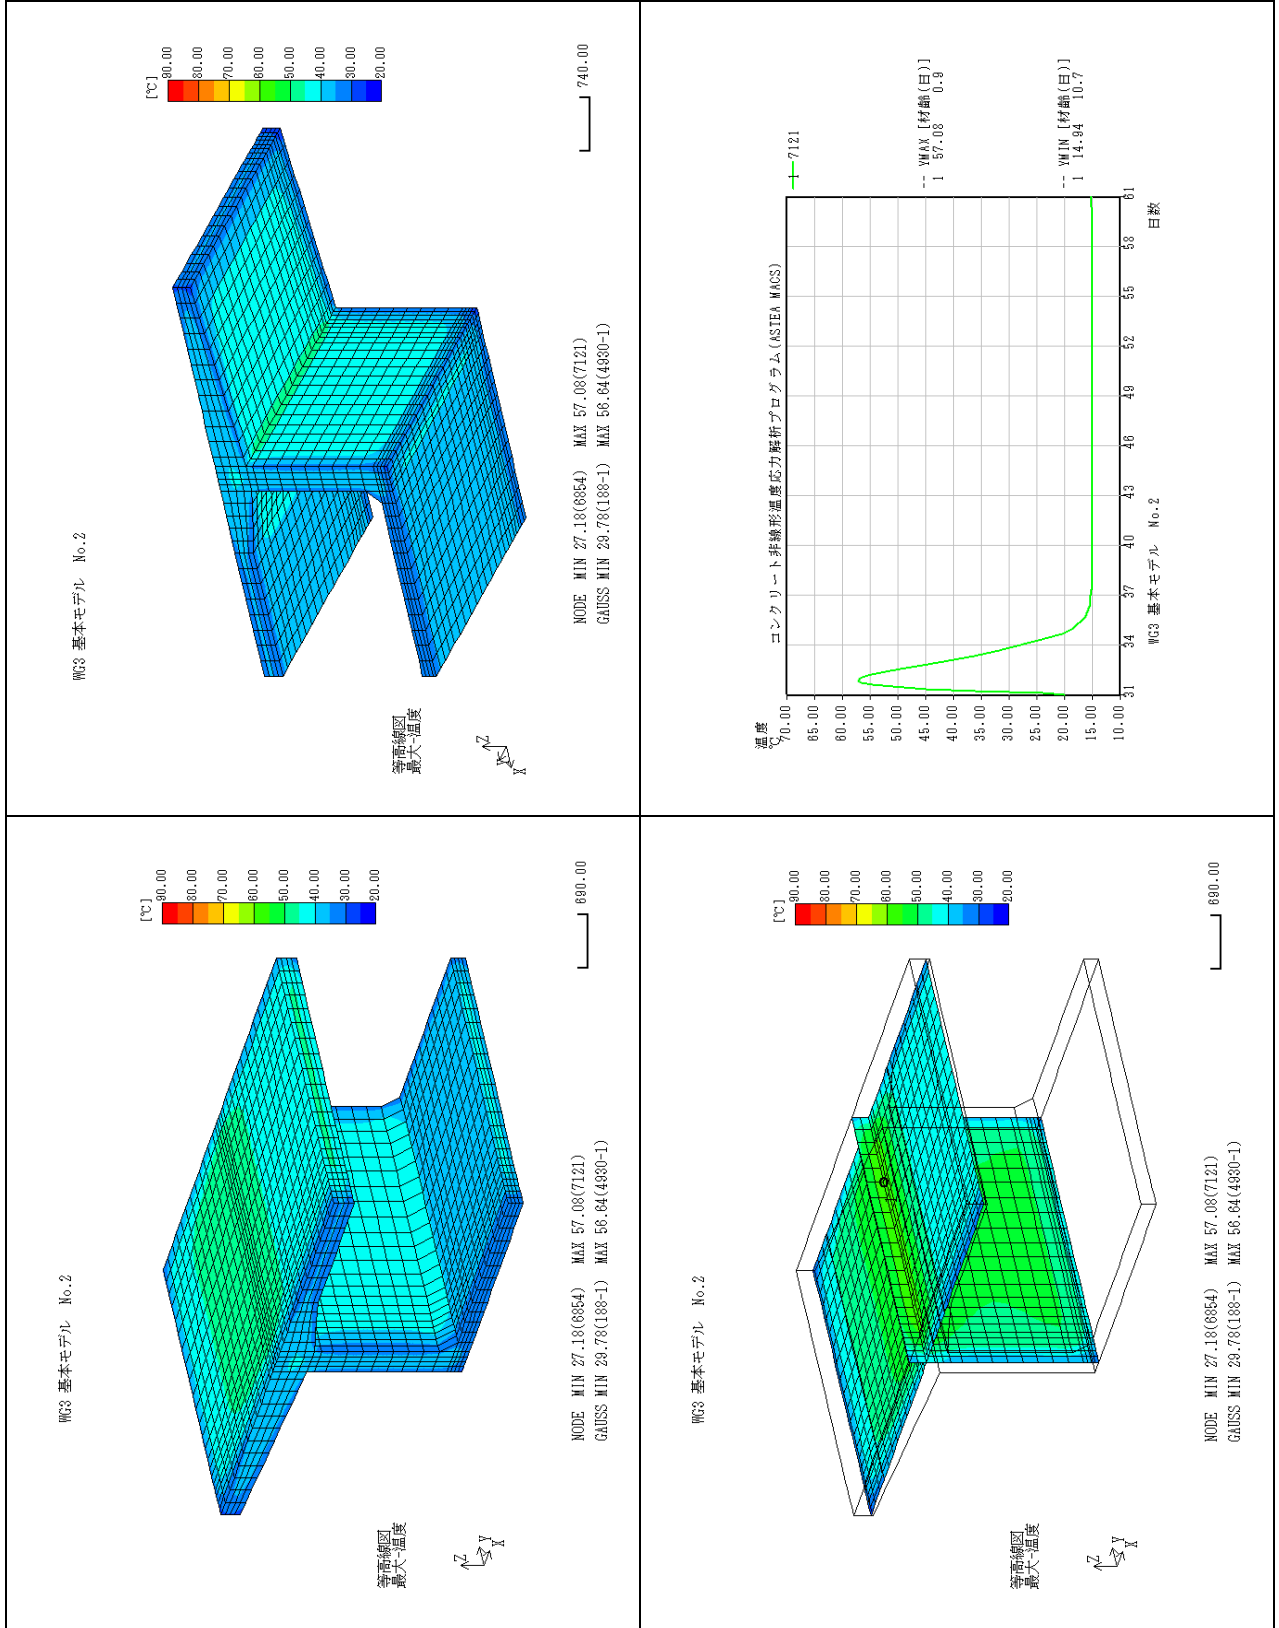 WG3 基本モデル No.2
[℃]
90.00
80.00
70.00
60.00
50.00
40.00
30.00
20.00
等高線図
最大-温度
Z
Y
X
NODE MIN 27.18(6854) MAX 57.08(7121)
GAUSS MIN 29.78(188-1) MAX 56.64(4930-1)
690.00
WG3 基本モデル No.2
[℃]
90.00
80.00
70.00
60.00
50.00
40.00
30.00
20.00
等高線図
最大-温度
Z
Y
X
NODE MIN 27.18(6854) MAX 57.08(7121)
GAUSS MIN 29.78(188-1) MAX 56.64(4930-1)
740.00
WG3 基本モデル No.2
[℃]
90.00
80.00
70.00
60.00
50.00
40.00
30.00
20.00
等高線図
最大-温度
Z
Y
X
NODE MIN 27.18(6854) MAX 57.08(7121)
GAUSS MIN 29.78(188-1) MAX 56.64(4930-1)
690.00
コンクリート非線形温度応力解析プログラム(ASTEA MACS)
温度
℃
70.00
65.00
60.00
55.00
50.00
45.00
40.00
35.00
30.00
25.00
20.00
15.00
10.00
31 34 37 40 43 46 49 52 55 58 61
日数
1 7121
-- YMAX [材齢(日)]
1 57.08 0.9
-- YMIN [材齢(日)]
1 14.94 10.7
WG3 基本モデル No.2